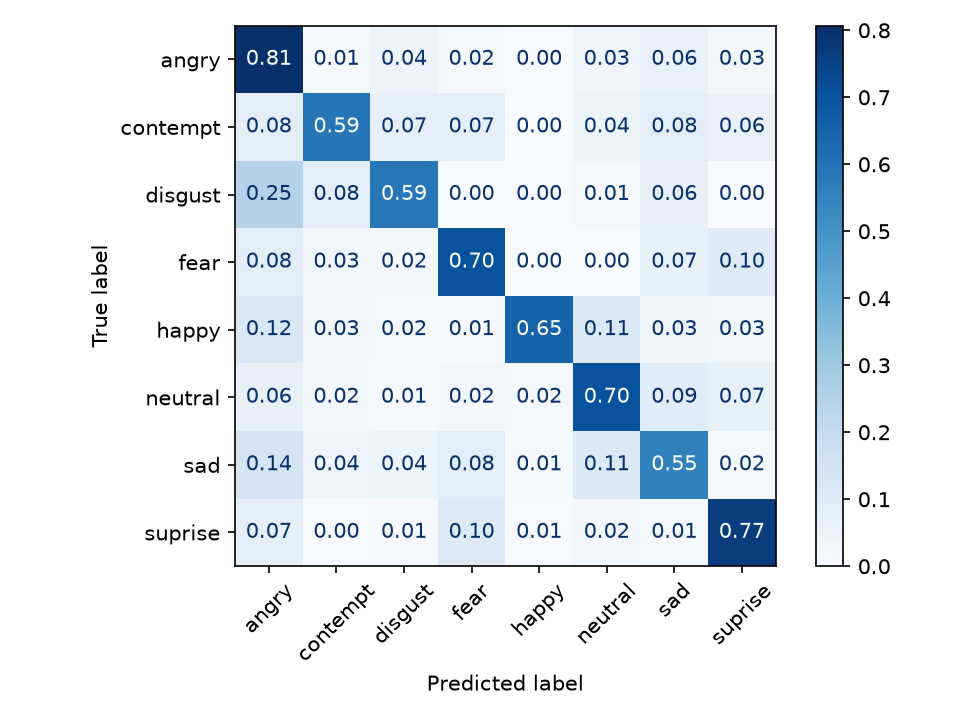 angry 0.81 0.01 0.04 0.02 0.00 0.03 0.06 0.03
contempt 0.08 0.59 0.07 0.07 0.00 0.04 0.08 0.06
disgust 0.25 0.08 0.59 0.00 0.00 0.01 0.06 0.00
fear 0.08 0.03 0.02 0.70 0.00 0.00 0.07 0.10
happy 0.12 0.03 0.02 0.01 0.65 0.11 0.03 0.03
neutral 0.06 0.02 0.01 0.02 0.02 0.70 0.09 0.07
sad 0.14 0.04 0.04 0.08 0.01 0.11 0.55 0.02
suprise 0.07 0.00 0.01 0.10 0.01 0.02 0.01 0.77
True label
angry contempt disgust fear happy neutral sad suprise
Predicted label
0.8
0.7
0.6
0.5
0.4
0.3
0.2
0.1
0.0